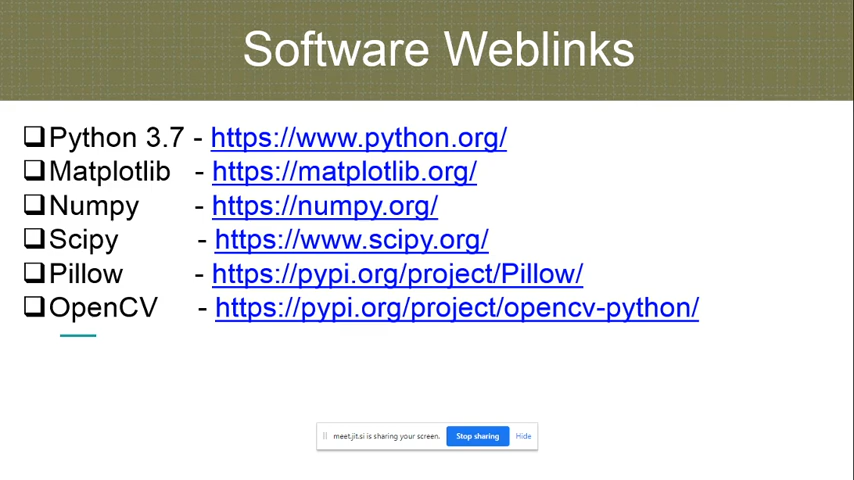 Software Weblinks
Python 3.7 - https://www.python.org/
Matplotlib - https://matplotlib.org/
Numpy - https://numpy.org/
Scipy - https://www.scipy.org/
Pillow - https://pypi.org/project/Pillow/
OpenCV - https://pypi.org/project/opencv-python/
meet.jit.si is sharing your screen. Stop sharing Hide